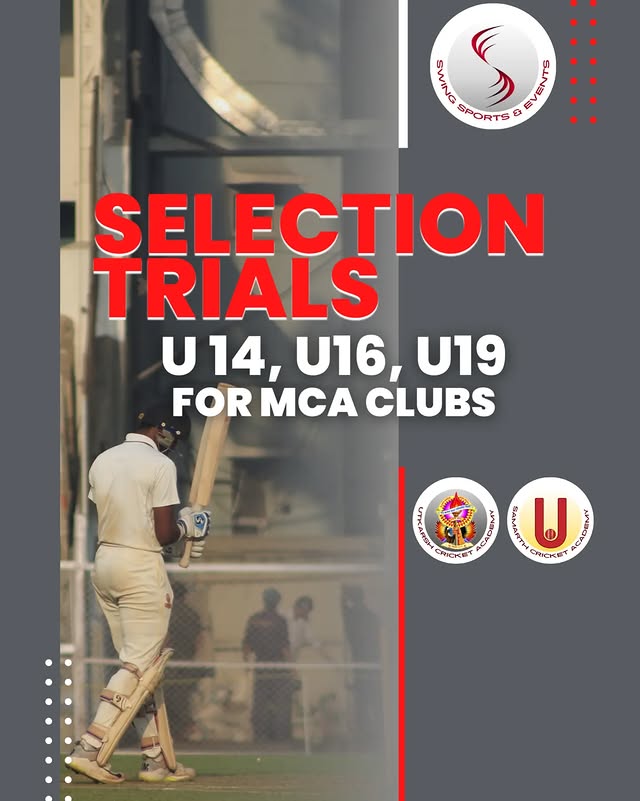 SWING SPORTS & EVENTS
SELECTION
TRIALS
U 14, U16, U19
FOR MCA CLUBS
UTKARSH CRICKET ACADEMY
SAMARTH CRICKET ACADEMY
U